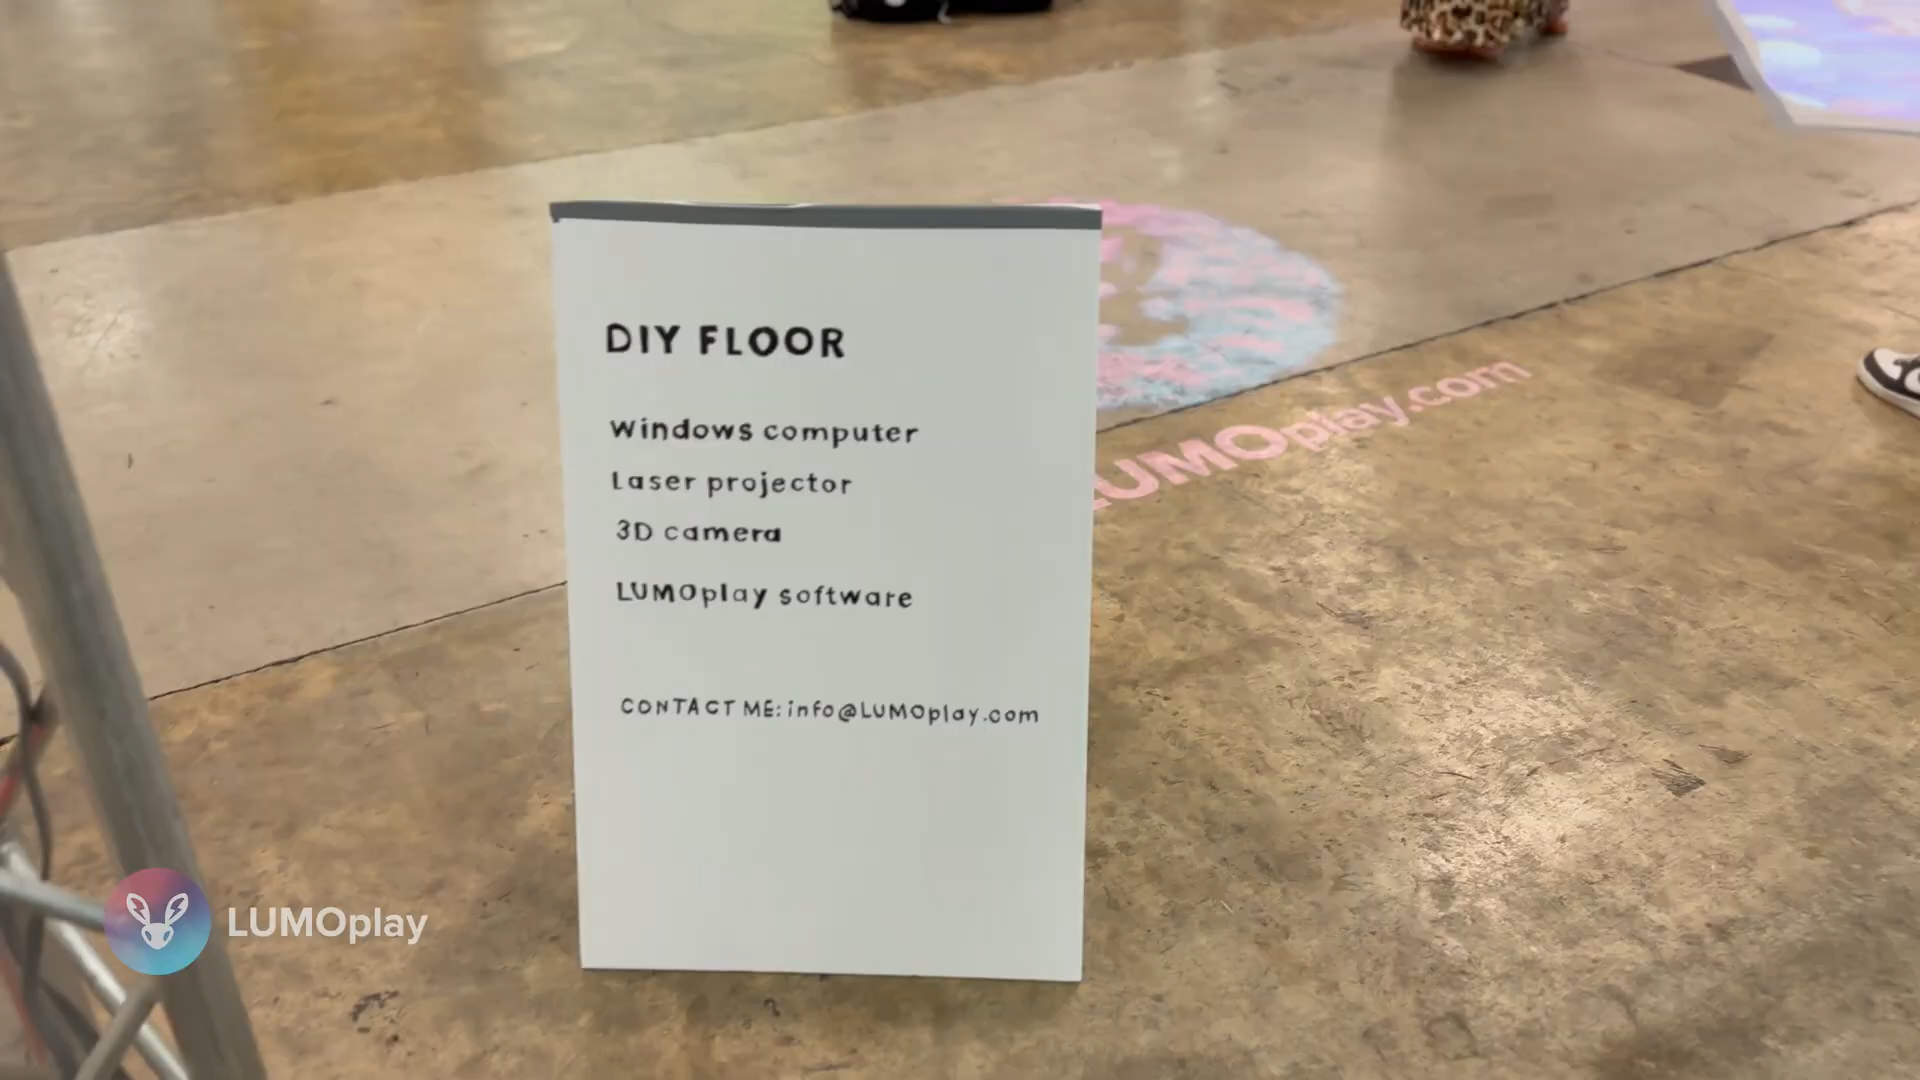 DIY FLOOR
Windows computer
Laser projector
3D camera
LUMOplay software
CONTACT ME: info@LUMOplay.com
LUMOplay.com
LUMOplay